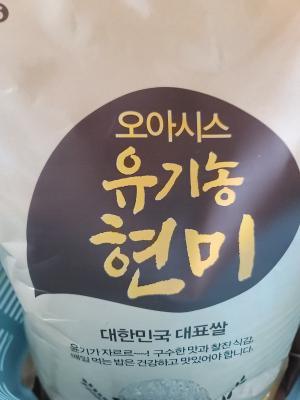 오아시스
유기농
현미
대한민국 대표쌀
윤기가 자르르~~! 구수한 맛과 찰진 식감,
매일 먹는 밥은 건강하고 맛있어야 합니다.